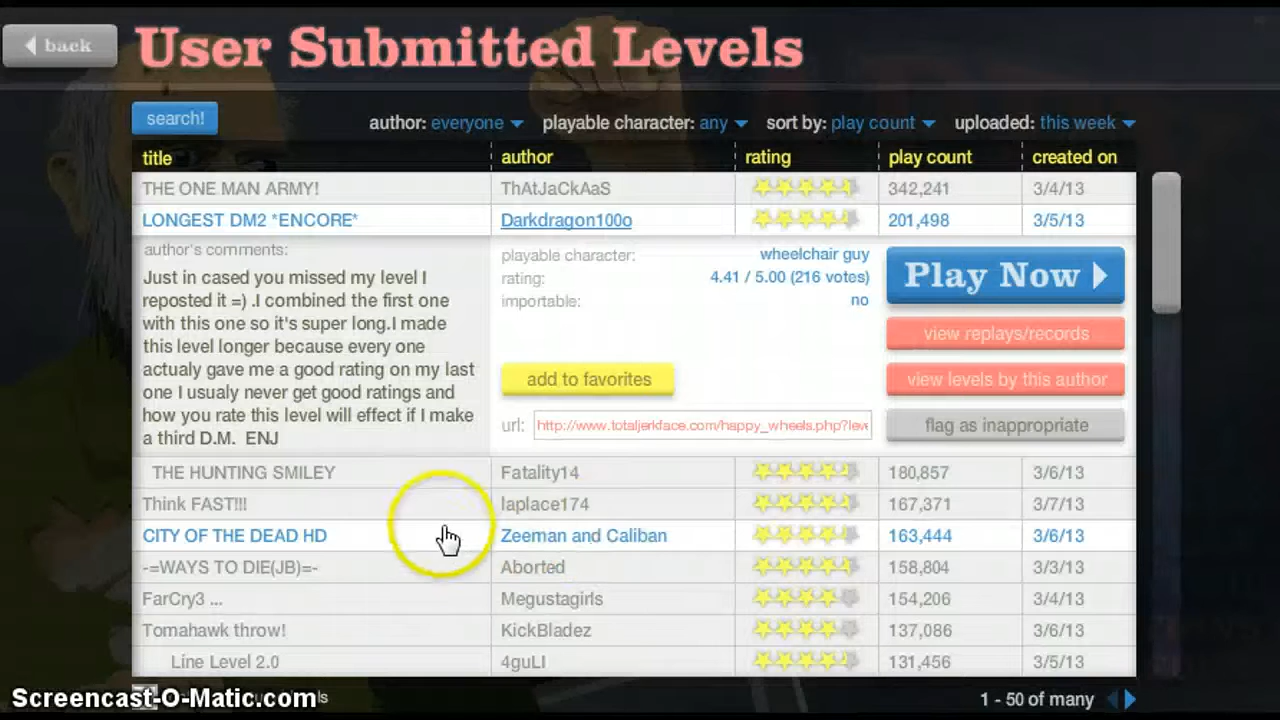 back
User Submitted Levels
search!
author: everyone playable character: any sort by: play count uploaded: this week
title author rating play count created on
THE ONE MAN ARMY! ThAtJaCkAaS 342,241 3/4/13
LONGEST DM2 *ENCORE* Darkdragon100o 201,498 3/5/13
author's comments:
Just in cased you missed my level I
reposted it =) .I combined the first one
with this one so it's super long.I made
this level longer because every one
actualy gave me a good rating on my last
one I usualy never get good ratings and
how you rate this level will effect if I make
a third D.M. ENJ
playable character: wheelchair guy
rating: 4.41 / 5.00 (216 votes)
importable: no
add to favorites
url: http://www.totaljerkface.com/happy_wheels.php?leve
Play Now
view replays/records
view levels by this author
flag as inappropriate
THE HUNTING SMILEY Fatality14 180,857 3/6/13
Think FAST!!! laplace174 167,371 3/7/13
CITY OF THE DEAD HD Zeeman and Caliban 163,444 3/6/13
-=WAYS TO DIE(JB)=- Aborted 158,804 3/3/13
FarCry3 ... Megustagirls 154,206 3/4/13
Tomahawk throw! KickBladez 137,086 3/6/13
Line Level 2.0 4guLI 131,456 3/5/13
Screencast-O-Matic.com
1 - 50 of many